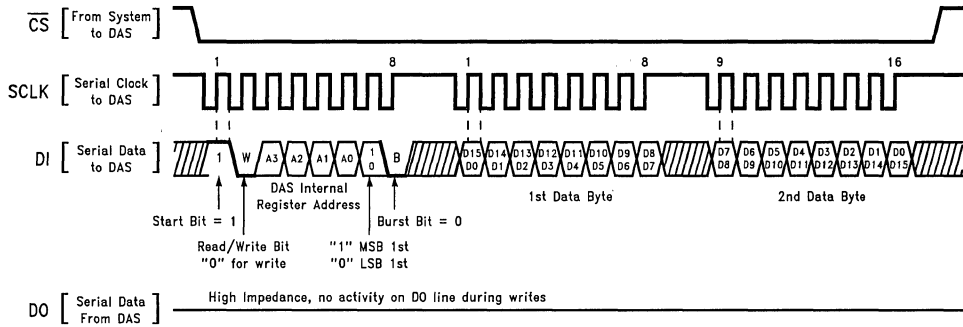 CS [ From System to DAS ]
1 8 1 8 9 16
SCLK [ Serial Clock to DAS ]
DI [ Serial Data to DAS ]
1 W A3 A2 A1 A0 1 B D15 D14 D13 D12 D11 D10 D9 D8 D7 D6 D5 D4 D3 D2 D1 D0
0 D0 D1 D2 D3 D4 D5 D6 D7 D8 D9 D10 D11 D12 D13 D14 D15
DAS Internal
Register Address
1st Data Byte
2nd Data Byte
Start Bit = 1
Burst Bit = 0
Read/Write Bit
"0" for write
"1" MSB 1st
"0" LSB 1st
High Impedance, no activity on DO line during writes
DO [ Serial Data From DAS ]